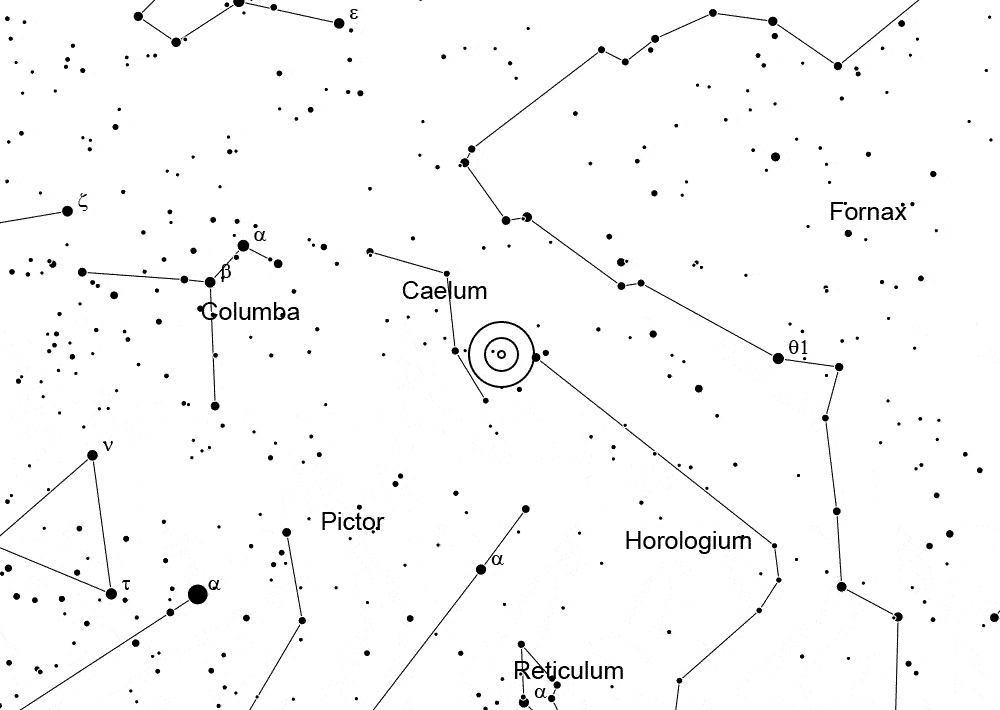 ε
ζ
Fornax
α
β
Caelum
Columba
θ1
ν
Pictor
Horologium
α
τ
α
Reticulum
α